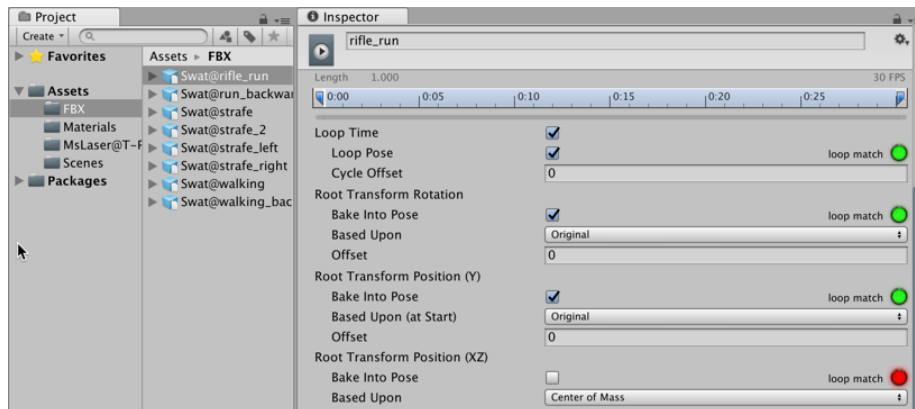 Project
Create
Favorites
Assets
FBX
Materials
MsLaser@T-P
Scenes
Packages
Assets ▸ FBX
Swat@rifle_run
Swat@run_backwar
Swat@strafe
Swat@strafe_2
Swat@strafe_left
Swat@strafe_right
Swat@walking
Swat@walking_bac
Inspector
rifle_run
Length 1.000 30 FPS
0:00 0:05 0:10 0:15 0:20 0:25
Loop Time
Loop Pose loop match
Cycle Offset 0
Root Transform Rotation
Bake Into Pose loop match
Based Upon Original
Offset 0
Root Transform Position (Y)
Bake Into Pose loop match
Based Upon (at Start) Original
Offset 0
Root Transform Position (XZ)
Bake Into Pose loop match
Based Upon Center of Mass